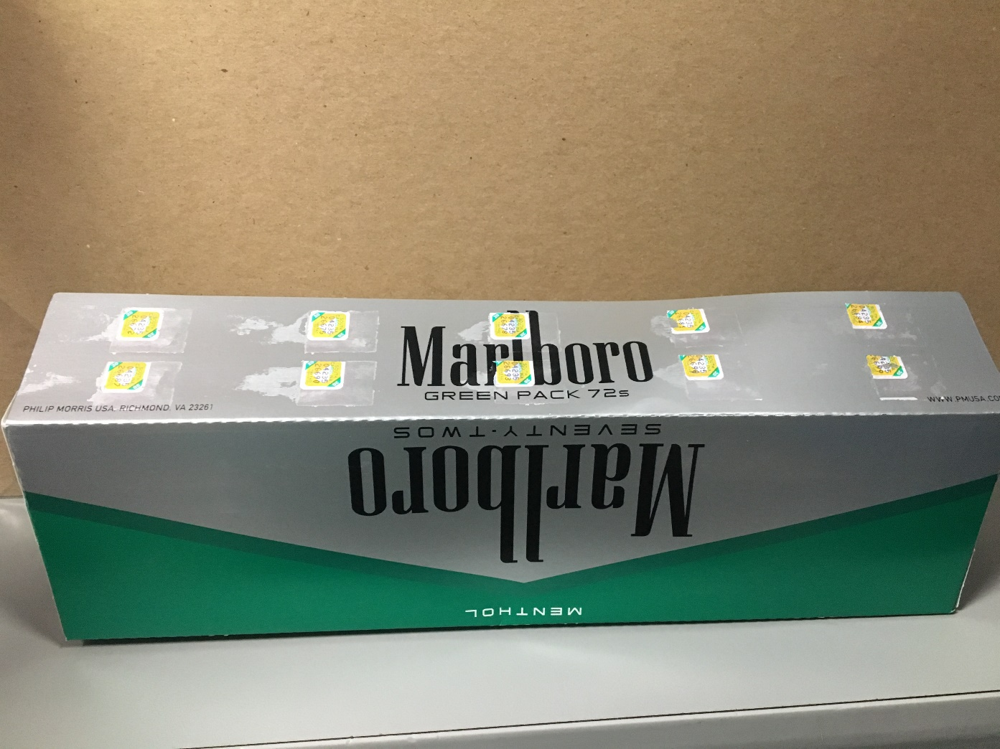 Marlboro
GREEN PACK 72s
PHILIP MORRIS USA, RICHMOND, VA 23261
WWW.PMUSA.CO
SEVENTY-TWOS
Marlboro
MENTHOL